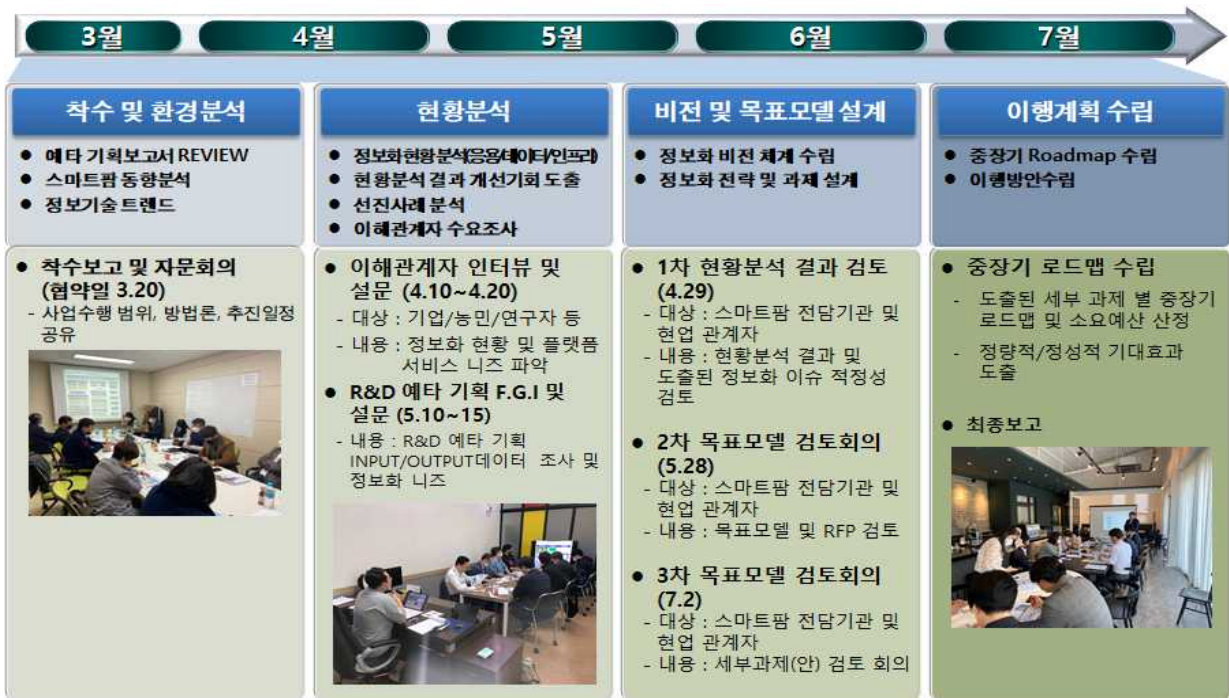 3월
4월
5월
6월
7월
착수 및 환경분석
● 예타 기획보고서 REVIEW
● 스마트팜 동향분석
● 정보기술 트렌드
● 착수보고 및 자문회의
(협약일 3.20)
- 사업수행 범위, 방법론, 추진일정
공유
현황분석
● 정보화현황분석(응용/데이터/인프라)
● 현황분석 결과 개선기회 도출
● 선진사례 분석
● 이해관계자 수요조사
● 이해관계자 인터뷰 및
설문 (4.10~4.20)
- 대상 : 기업/농민/연구자 등
- 내용 : 정보화 현황 및 플랫폼
서비스 니즈 파악
● R&D 예타 기획 F.G.I 및
설문 (5.10~15)
- 내용 : R&D 예타 기획
INPUT/OUTPUT데이터 조사 및
정보화 니즈
비전 및 목표모델 설계
● 정보화 비전 체계 수립
● 정보화 전략 및 과제 설계
● 1차 현황분석 결과 검토
(4.29)
- 대상 : 스마트팜 전담기관 및
현업 관계자
- 내용 : 현황분석 결과 및
도출된 정보화 이슈 적정성
검토
● 2차 목표모델 검토회의
(5.28)
- 대상 : 스마트팜 전담기관 및
현업 관계자
- 내용 : 목표모델 및 RFP 검토
● 3차 목표모델 검토회의
(7.2)
- 대상 : 스마트팜 전담기관 및
현업 관계자
- 내용 : 세부과제(안) 검토 회의
이행계획 수립
● 중장기 Roadmap 수립
● 이행방안수립
● 중장기 로드맵 수립
- 도출된 세부 과제 별 중장기
로드맵 및 소요예산 산정
- 정량적/정성적 기대효과
도출
● 최종보고